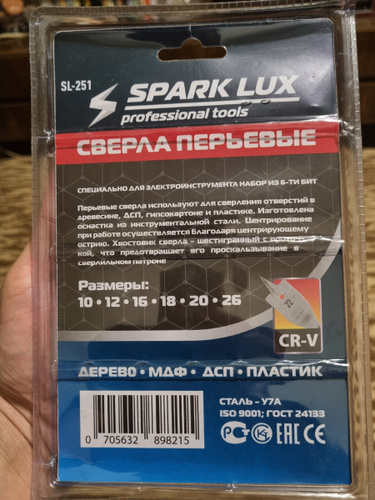 SL-251
SPARK LUX
professional tools
СВЕРЛА ПЕРЬЕВЫЕ
СПЕЦИАЛЬНО ДЛЯ ЭЛЕКТРОИНСТРУМЕНТА НАБОР ИЗ 6-ТИ БИТ
Перьевые сверла используют для сверления отверстий в
древесине, ДСП, гипсокартоне и пластике. Изготовлена
оснастка из инструментальной стали. Центрирование
при работе осуществляется благодаря центрирующему
острию. Хвостовик сверла - шестигранный с
кой, что предотвращает его проскальзывание в
сверлильном патроне
Размеры:
10 • 12 • 16 • 18 • 20 • 26
22
CR-V
ДЕРЕВО • МДФ • ДСП • ПЛАСТИК
СТАЛЬ - У7А
ISO 9001; ГОСТ 24133
0 705632 898215
РСТ EAC CE